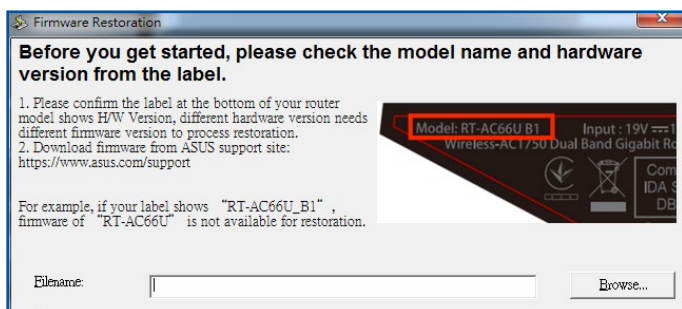 Firmware Restoration
Before you get started, please check the model name and hardware
version from the label.
1. Please confirm the label at the bottom of your router
model shows H/W Version, different hardware version needs
different firmware version to process restoration.
2. Download firmware from ASUS support site:
https://www.asus.com/support
For example, if your label shows “RT-AC66U_B1”,
firmware of “RT-AC66U” is not available for restoration.
Model: RT-AC66U B1 Input : 19V
Wireless-AC1750 Dual Band Gigabit
Com
IDA
DB
Filename:
Browse...